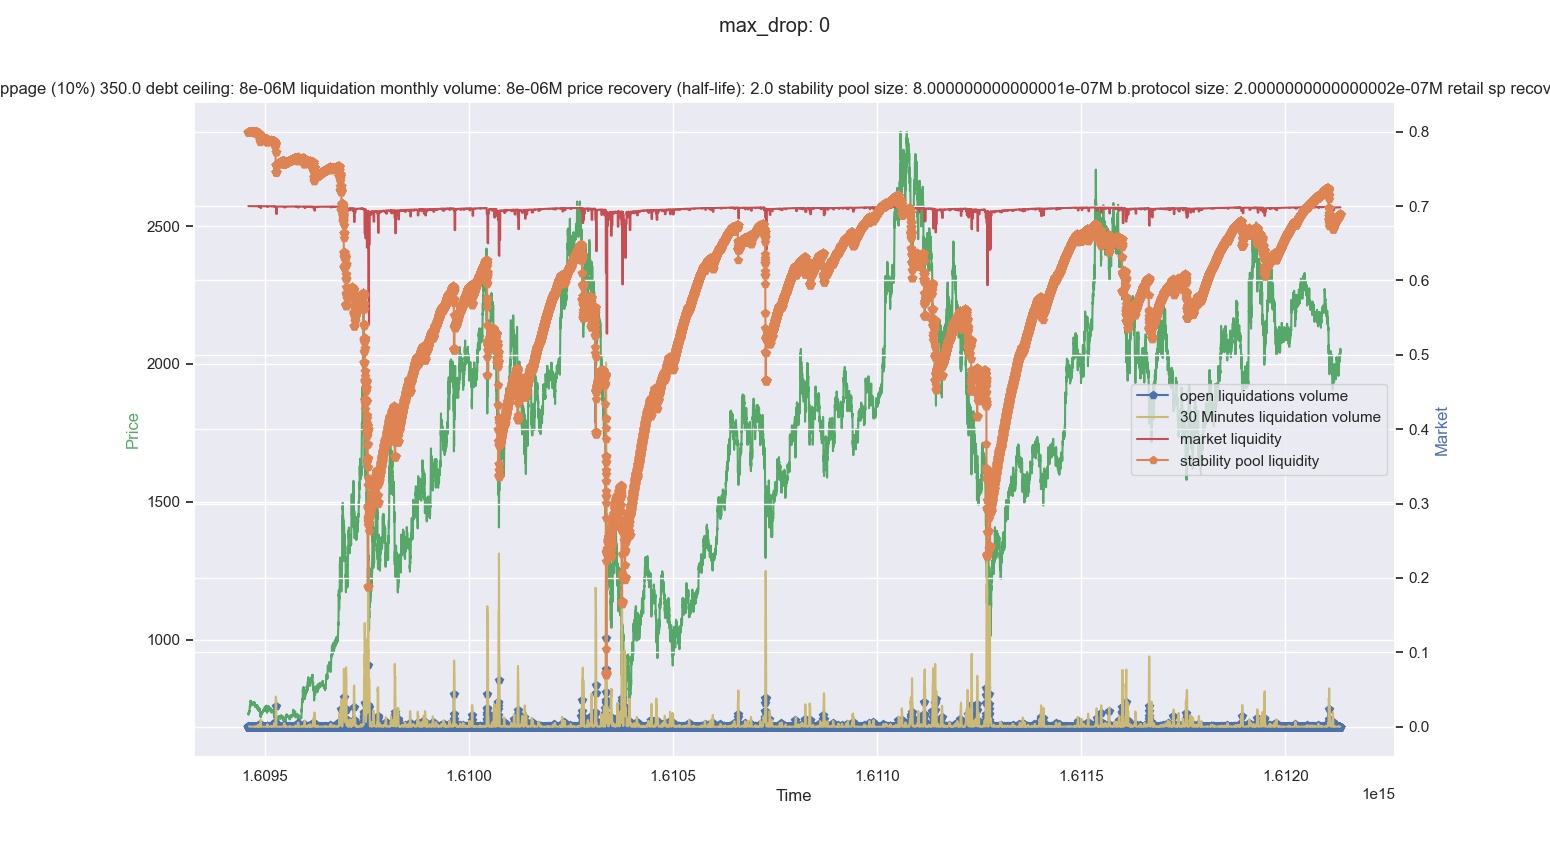 max_drop: 0
ppage (10%) 350.0 debt ceiling: 8e-06M liquidation monthly volume: 8e-06M price recovery (half-life): 2.0 stability pool size: 8.000000000000001e-07M b.protocol size: 2.0000000000000002e-07M retail sp recov
0.8
0.7
2500
0.6
2000
0.5
open liquidations volume
30 Minutes liquidation volume
market liquidity
stability pool liquidity
Price
Market
0.4
1500
0.3
0.2
1000
0.1
0.0
1.6095
1.6100
1.6105
1.6110
1.6115
1.6120
Time
1e15